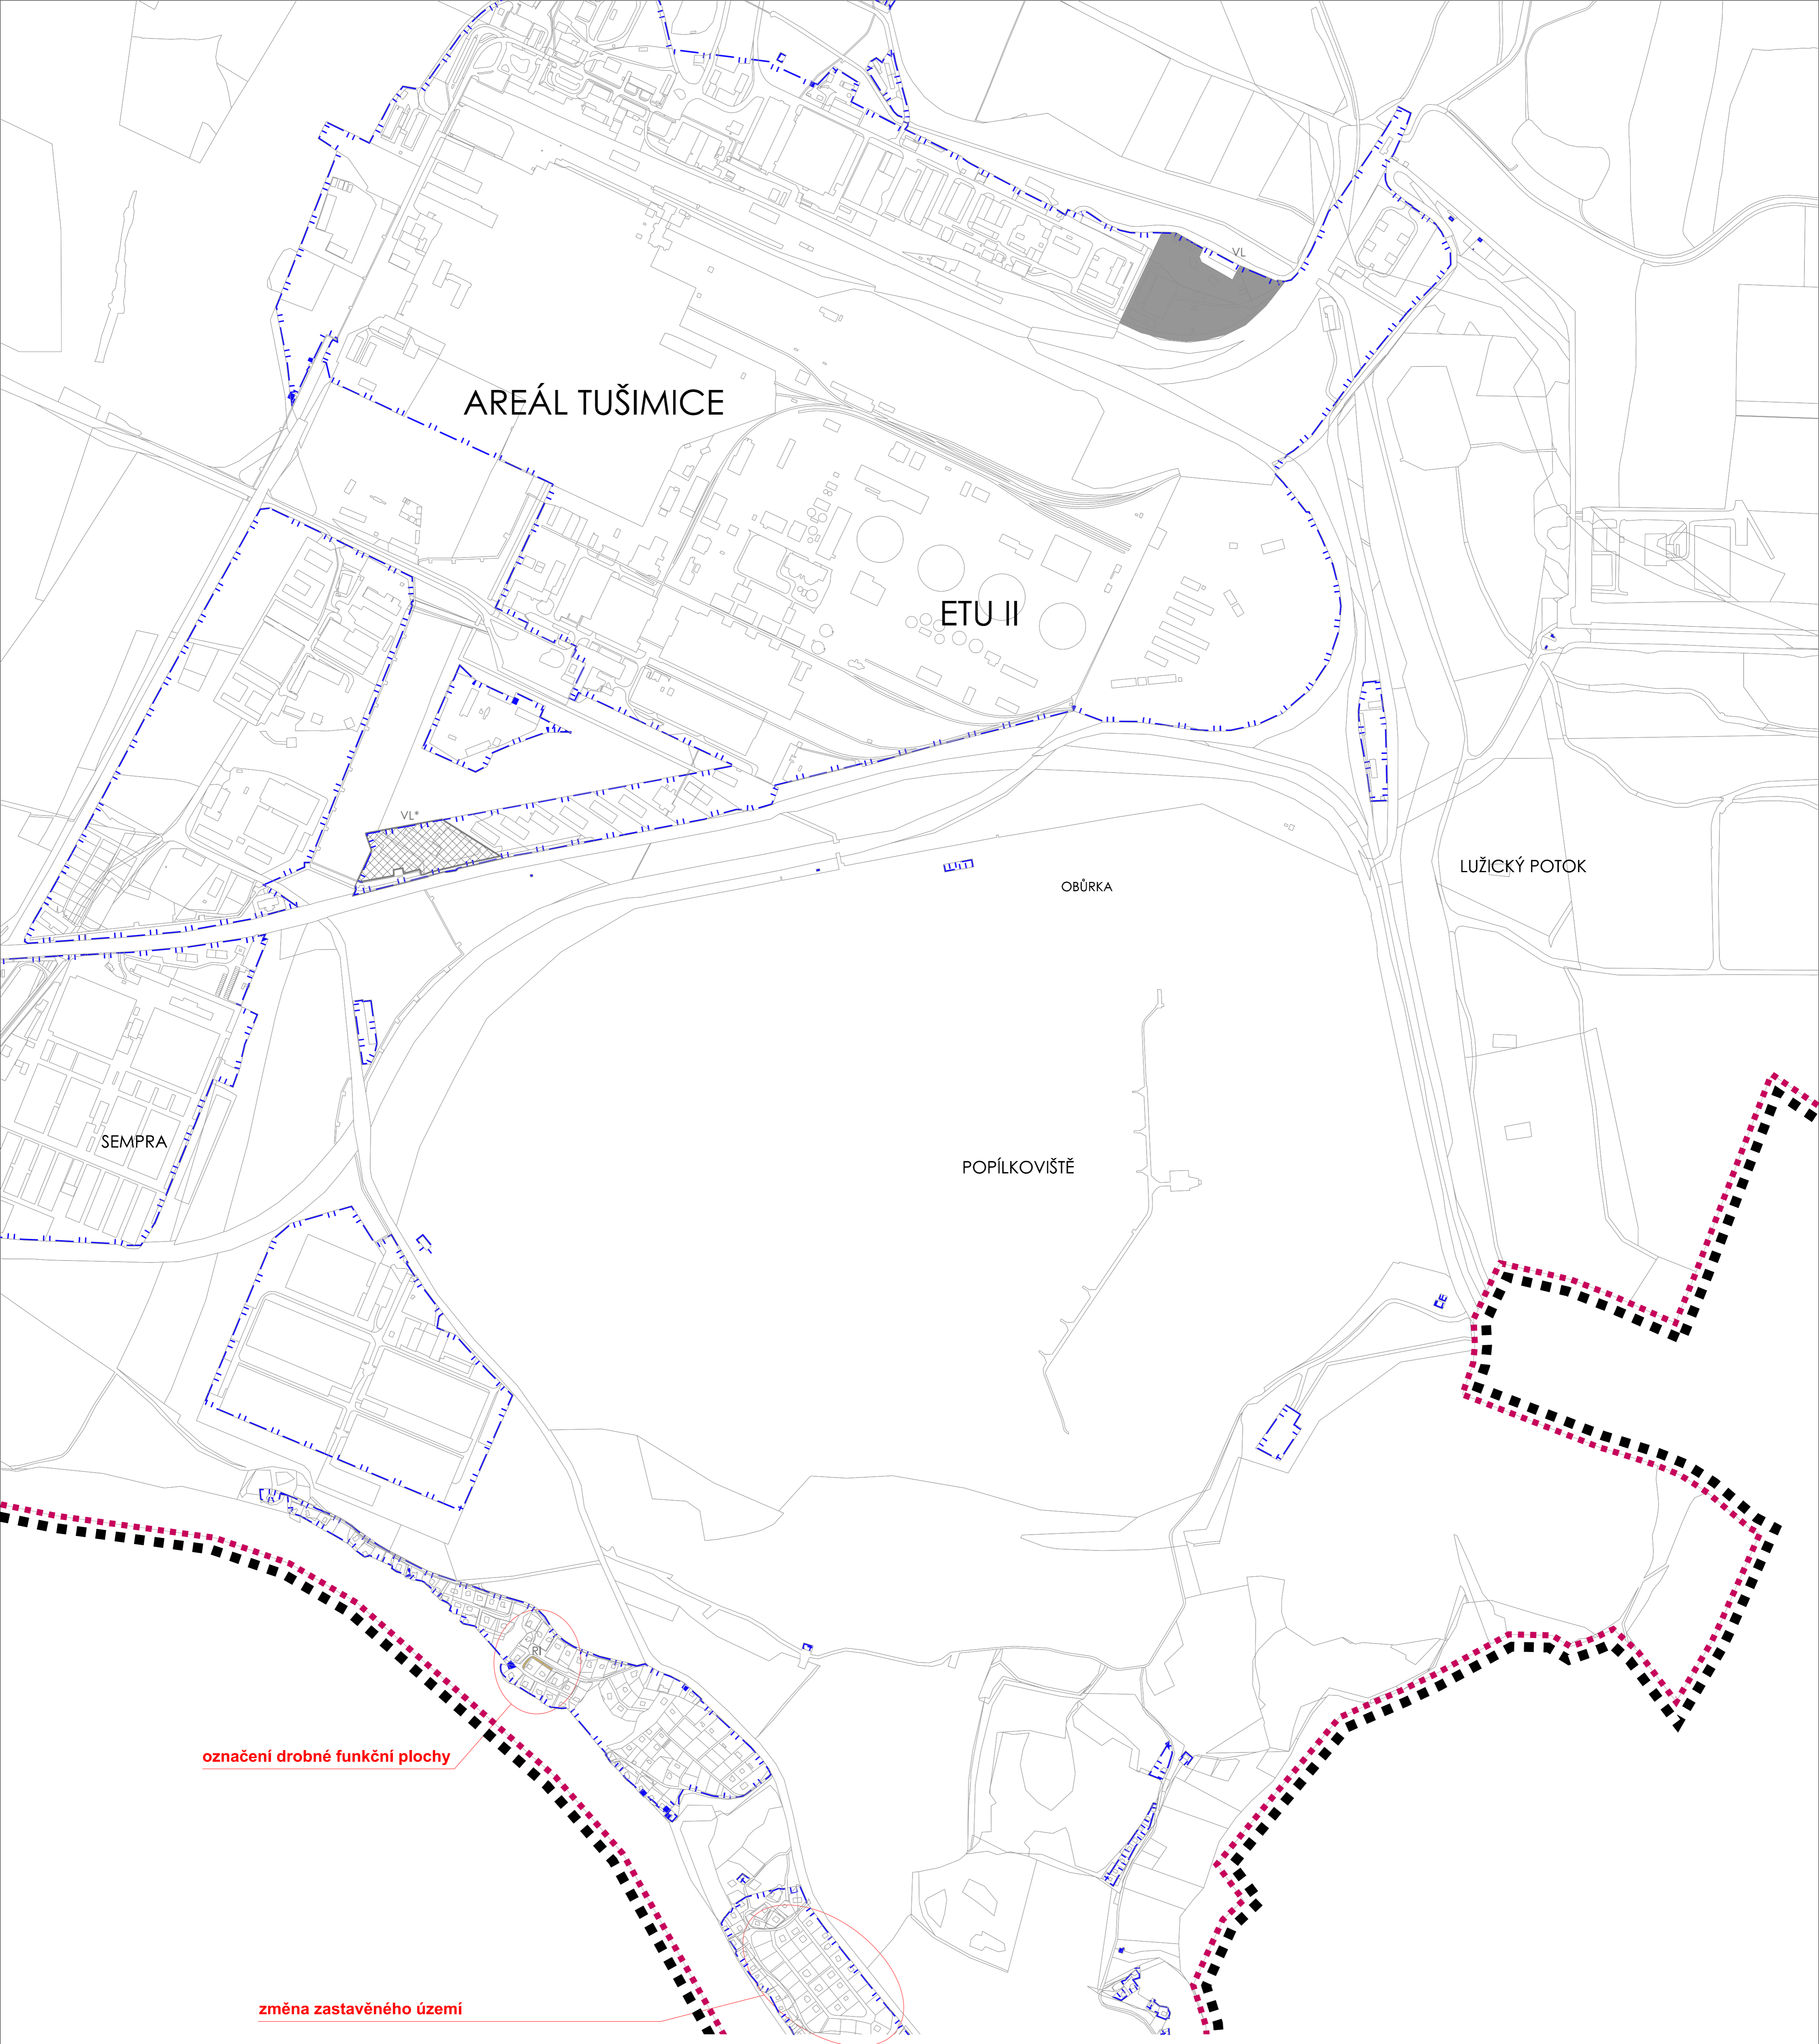 VL
AREÁL TUŠIMICE
ETU II
VL*
LUŽICKÝ POTOK
OBŮRKA
SEMPRA
POPÍLKOVIŠTĚ
RI
označení drobné funkční plochy
změna zastavěného území